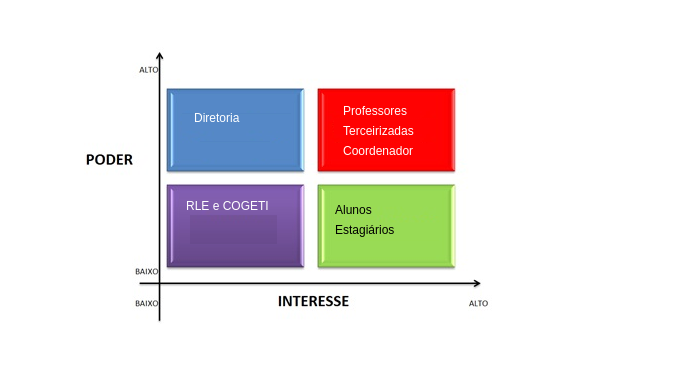 ALTO
Diretoria
Professores
Terceirizadas
Coordenador
PODER
RLE e COGETI
Alunos
Estagiários
BAIXO
BAIXO
INTERESSE
ALTO